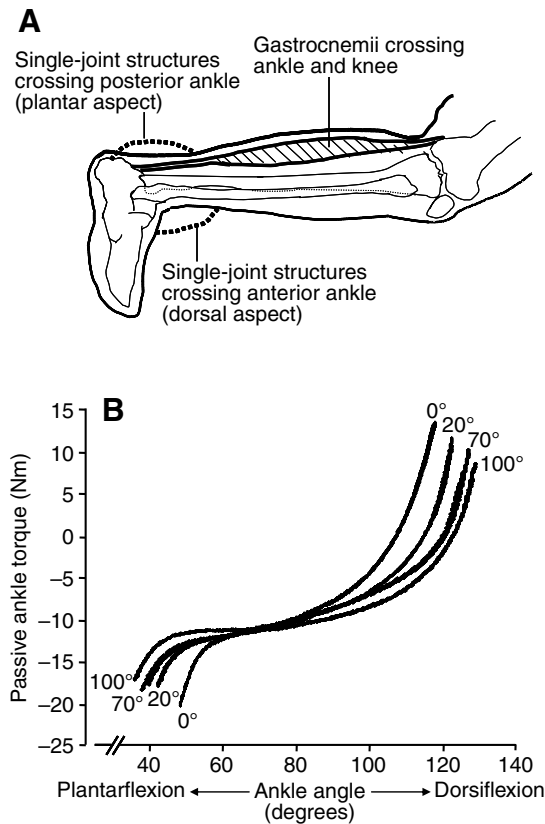 A
Single-joint structures
crossing posterior ankle
(plantar aspect)
Gastrocnemii crossing
ankle and knee
Single-joint structures
crossing anterior ankle
(dorsal aspect)
B
Passive ankle torque (Nm)
15
10
5
0
–5
–10
–15
–20
–25
0°
20°
70°
100°
100°
70°
20°
0°
40 60 80 100 120 140
Plantarflexion Ankle angle Dorsiflexion
(degrees)